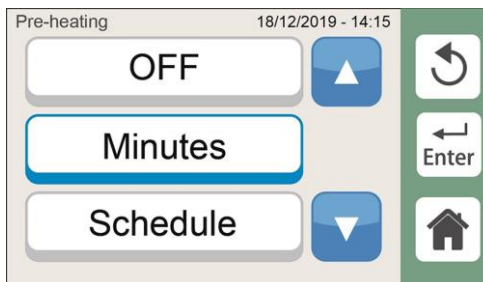 Pre-heating 18/12/2019 - 14:15
OFF
Minutes
Enter
Schedule